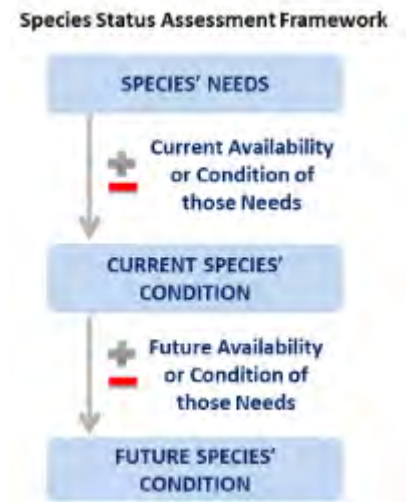 Species Status Assessment Framework
SPECIES' NEEDS
Current Availability
or Condition of
those Needs
CURRENT SPECIES'
CONDITION
Future Availability
or Condition of
those Needs
FUTURE SPECIES'
CONDITION